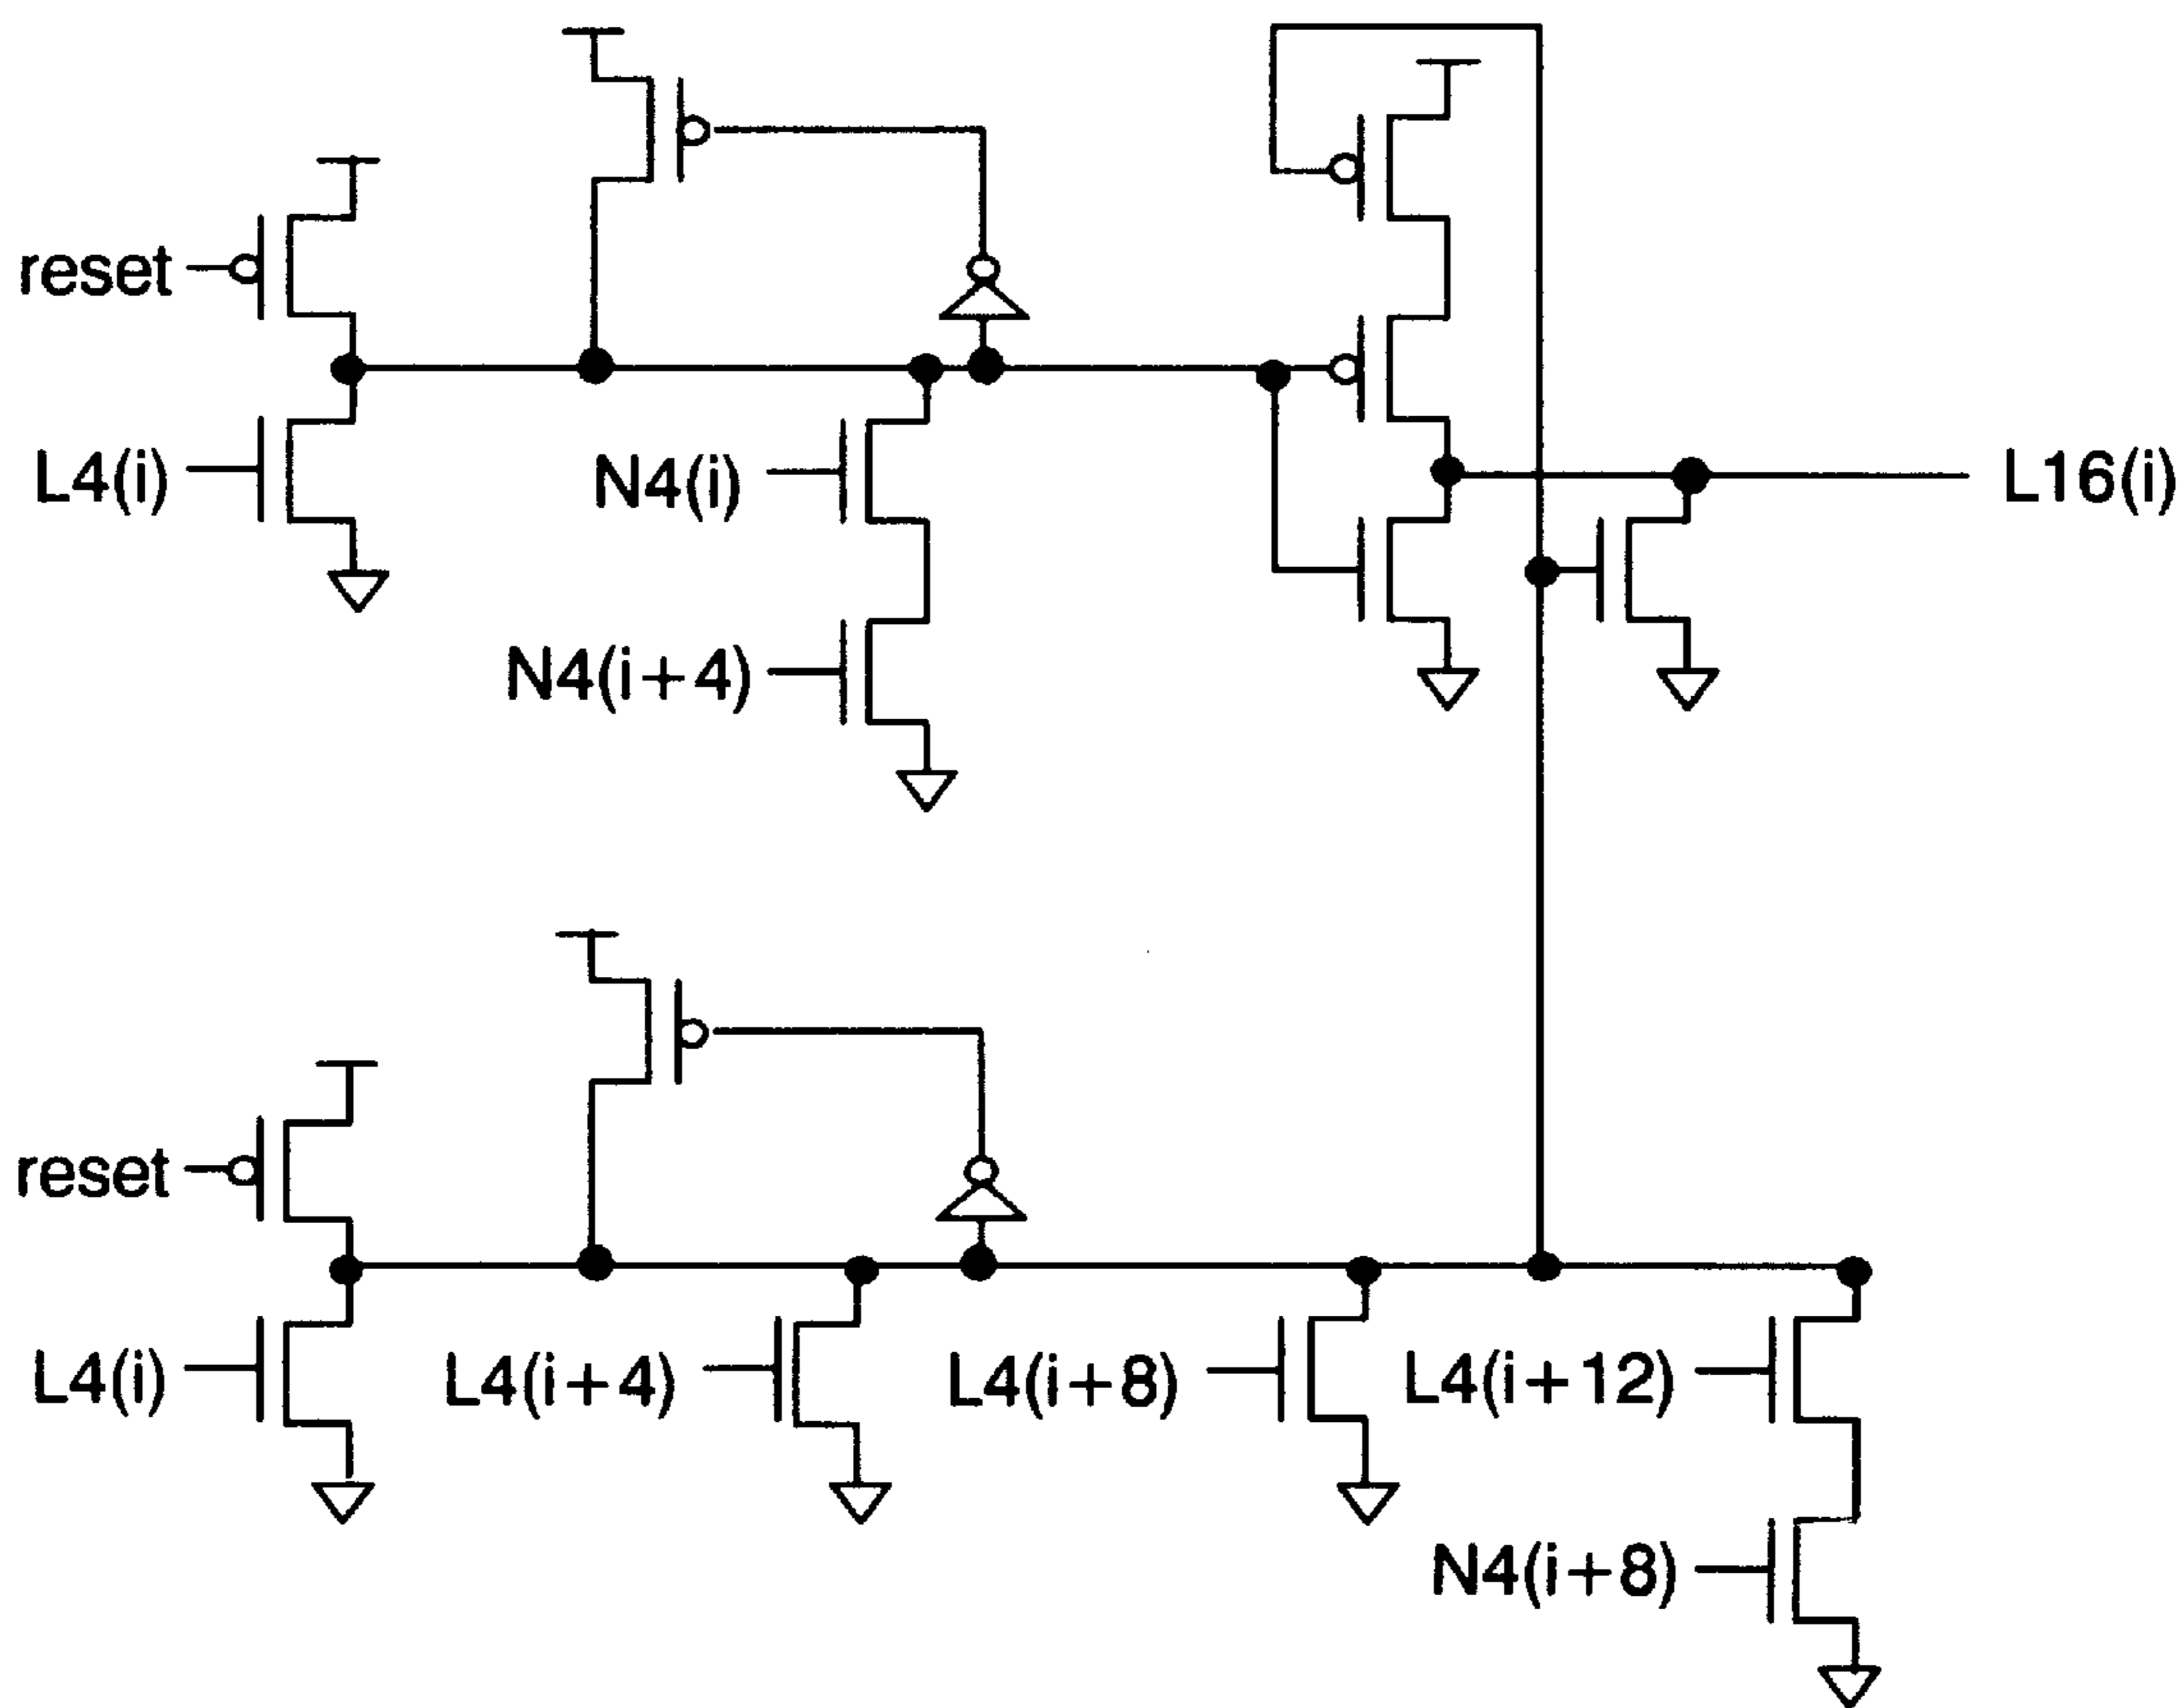 reset
L4(i)
N4(i)
L16(i)
N4(i+4)
reset
L4(i)
L4(i+4)
L4(i+8)
L4(i+12)
N4(i+8)